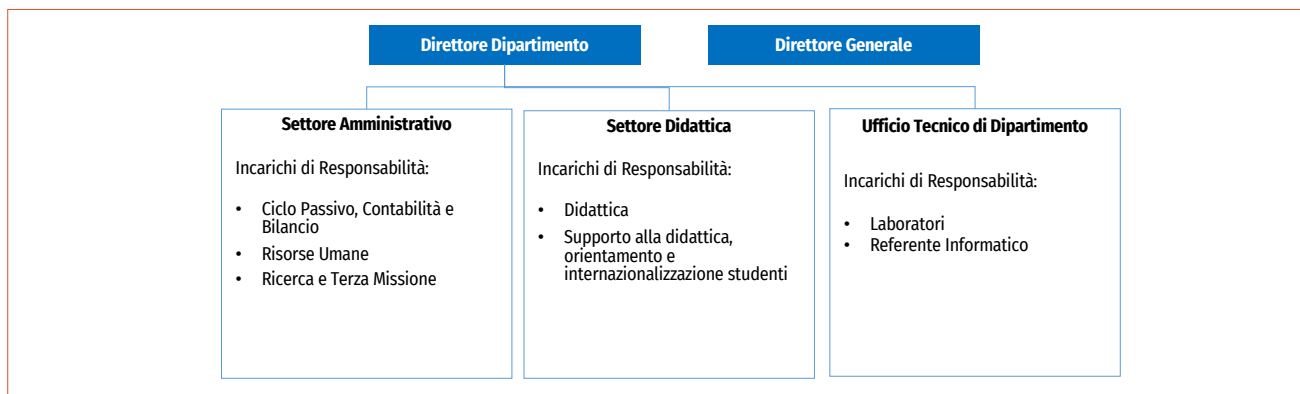 Direttore Dipartimento
Direttore Generale
Settore Amministrativo
Incarichi di Responsabilità:
• Ciclo Passivo, Contabilità e
Bilancio
• Risorse Umane
• Ricerca e Terza Missione
Settore Didattica
Incarichi di Responsabilità:
• Didattica
• Supporto alla didattica,
orientamento e
internazionalizzazione studenti
Ufficio Tecnico di Dipartimento
Incarichi di Responsabilità:
• Laboratori
• Referente Informatico